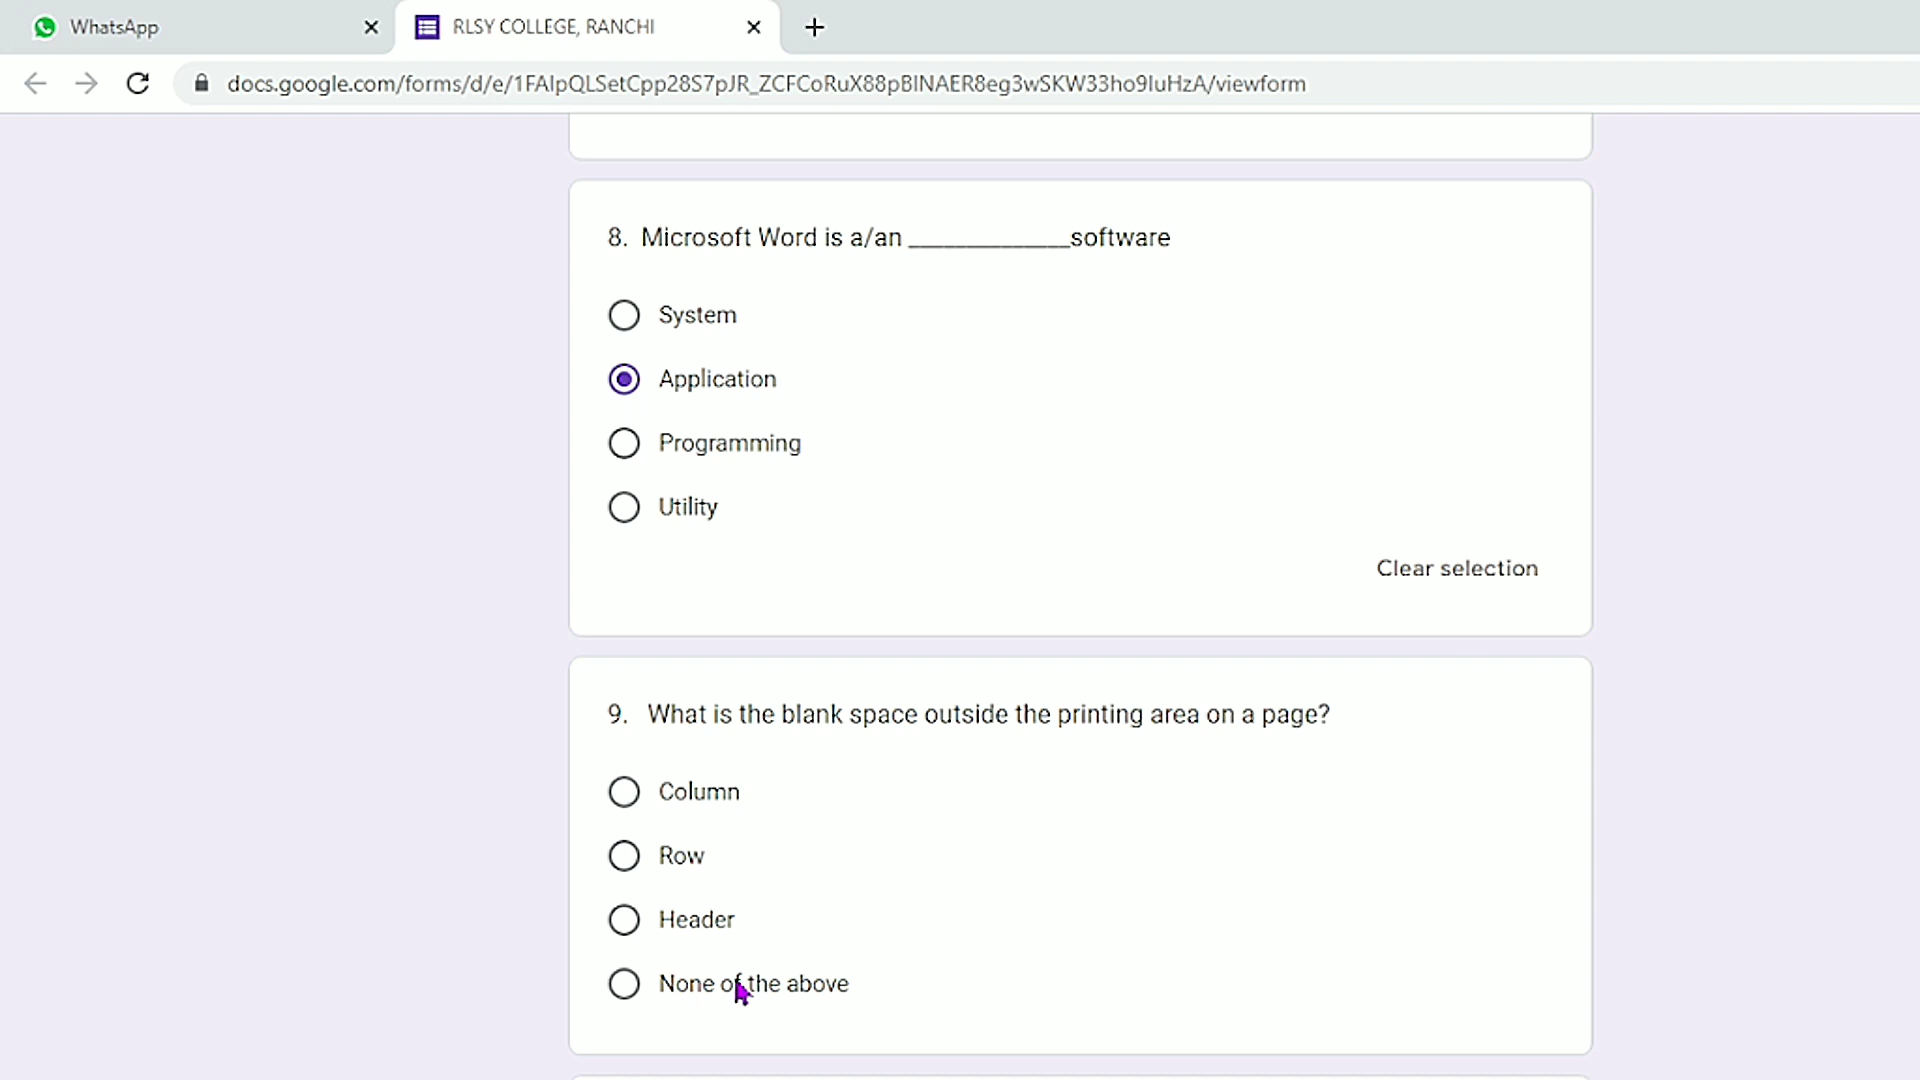 WhatsApp
RLSY COLLEGE, RANCHI
docs.google.com/forms/d/e/1FAIpQLSetCpp28S7pJR_ZCFCoRuX88pBINAER8eg3wSKW33ho9IuHzA/viewform
8. Microsoft Word is a/an _____________software
System
Application
Programming
Utility
Clear selection
9. What is the blank space outside the printing area on a page?
Column
Row
Header
None of the above